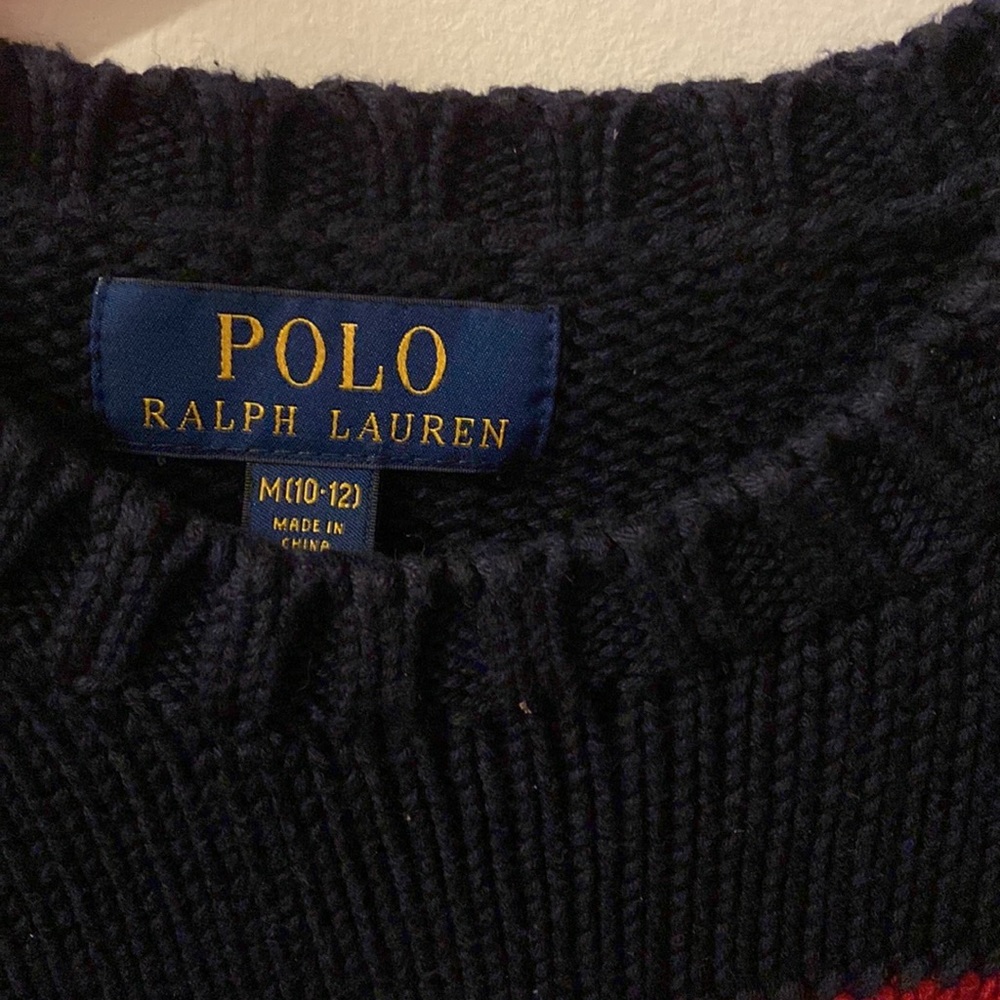 POLO
RALPH LAUREN
M(10-12)
MADE IN
CHINA